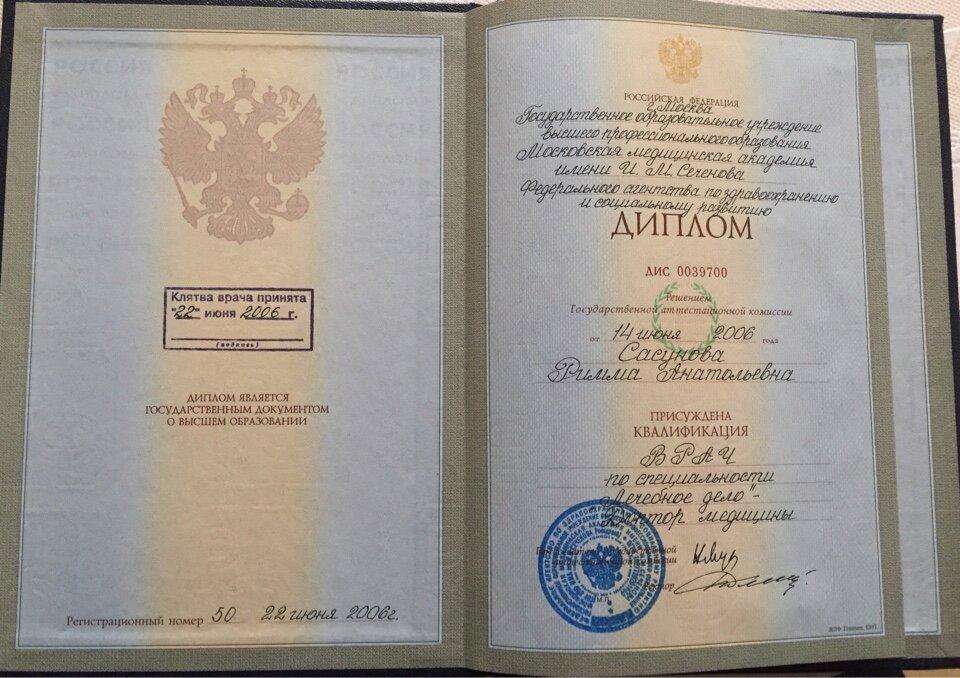 Клятва врача принята
"22" июня 2006 г.
(подпись)
ДИПЛОМ ЯВЛЯЕТСЯ
ГОСУДАРСТВЕННЫМ ДОКУМЕНТОМ
О ВЫСШЕМ ОБРАЗОВАНИИ
Регистрационный номер 50 22 июня 2006г.
РОССИЙСКАЯ ФЕДЕРАЦИЯ
г. Москва
Государственное образовательное учреждение
высшего профессионального образования
Московская медицинская академия
имени И. М. Сеченова
Федерального агентства по здравоохранению
и социальному развитию
ДИПЛОМ
ДИС 0039700
Решением
Государственной аттестационной комиссии
от 14 июня 2006 года
Сасунова
Римма Анатольевна
ПРИСУЖДЕНА
КВАЛИФИКАЦИЯ
ВРАЧ
по специальности
"Лечебное дело"-
Доктор медицины